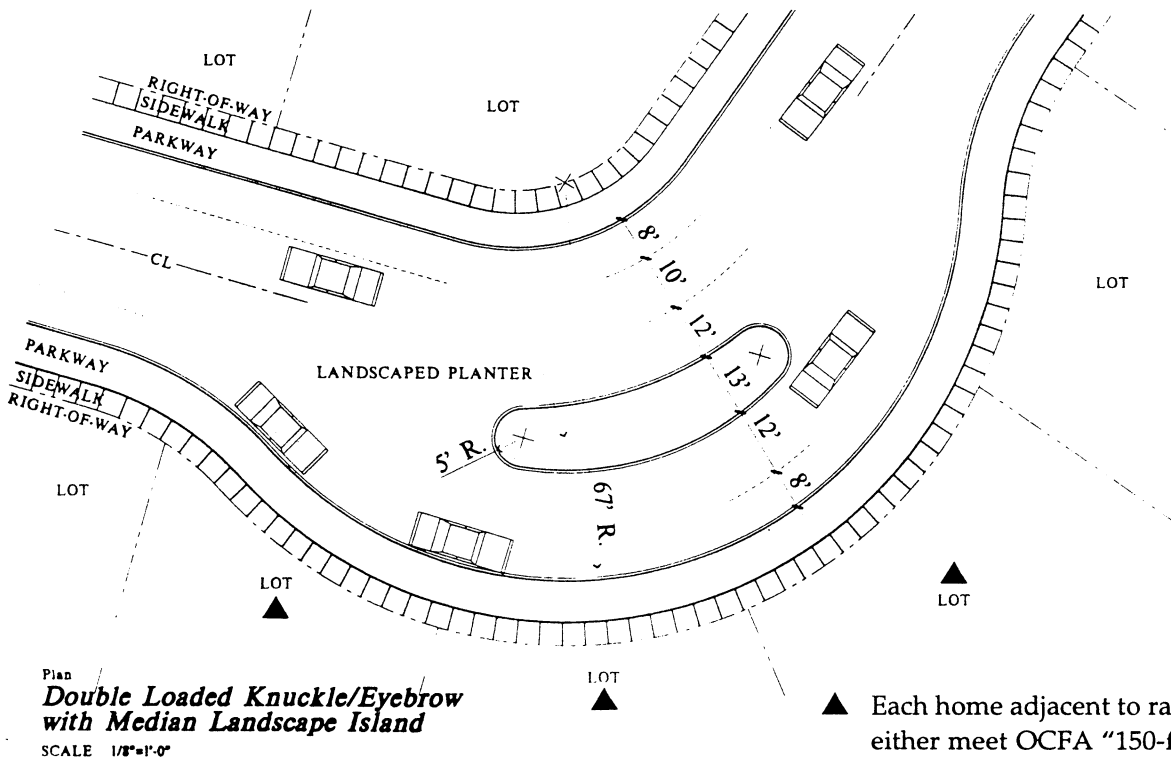 LOT
RIGHT-OF-WAY
SIDEWALK
PARKWAY
LOT
CL
8'
10'
12'
13'
12'
8'
LOT
PARKWAY
SIDEWALK
RIGHT-OF-WAY
LANDSCAPED PLANTER
5' R.
67' R.
LOT
LOT
LOT
LOT
Plan
Double Loaded Knuckle/Eyebrow
with Median Landscape Island
SCALE 1/8"=1'-0"
Each home adjacent to ra
either meet OCFA "150-f